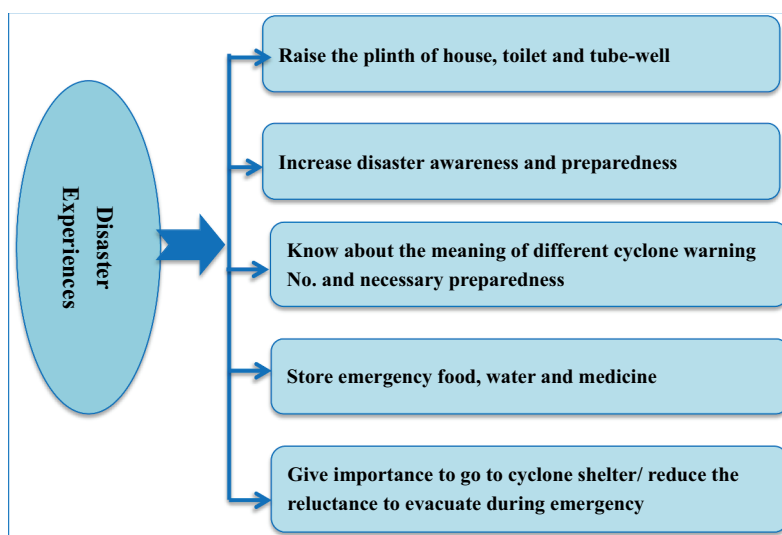 Disaster
Experiences
Raise the plinth of house, toilet and tube-well
Increase disaster awareness and preparedness
Know about the meaning of different cyclone warning
No. and necessary preparedness
Store emergency food, water and medicine
Give importance to go to cyclone shelter/ reduce the
reluctance to evacuate during emergency